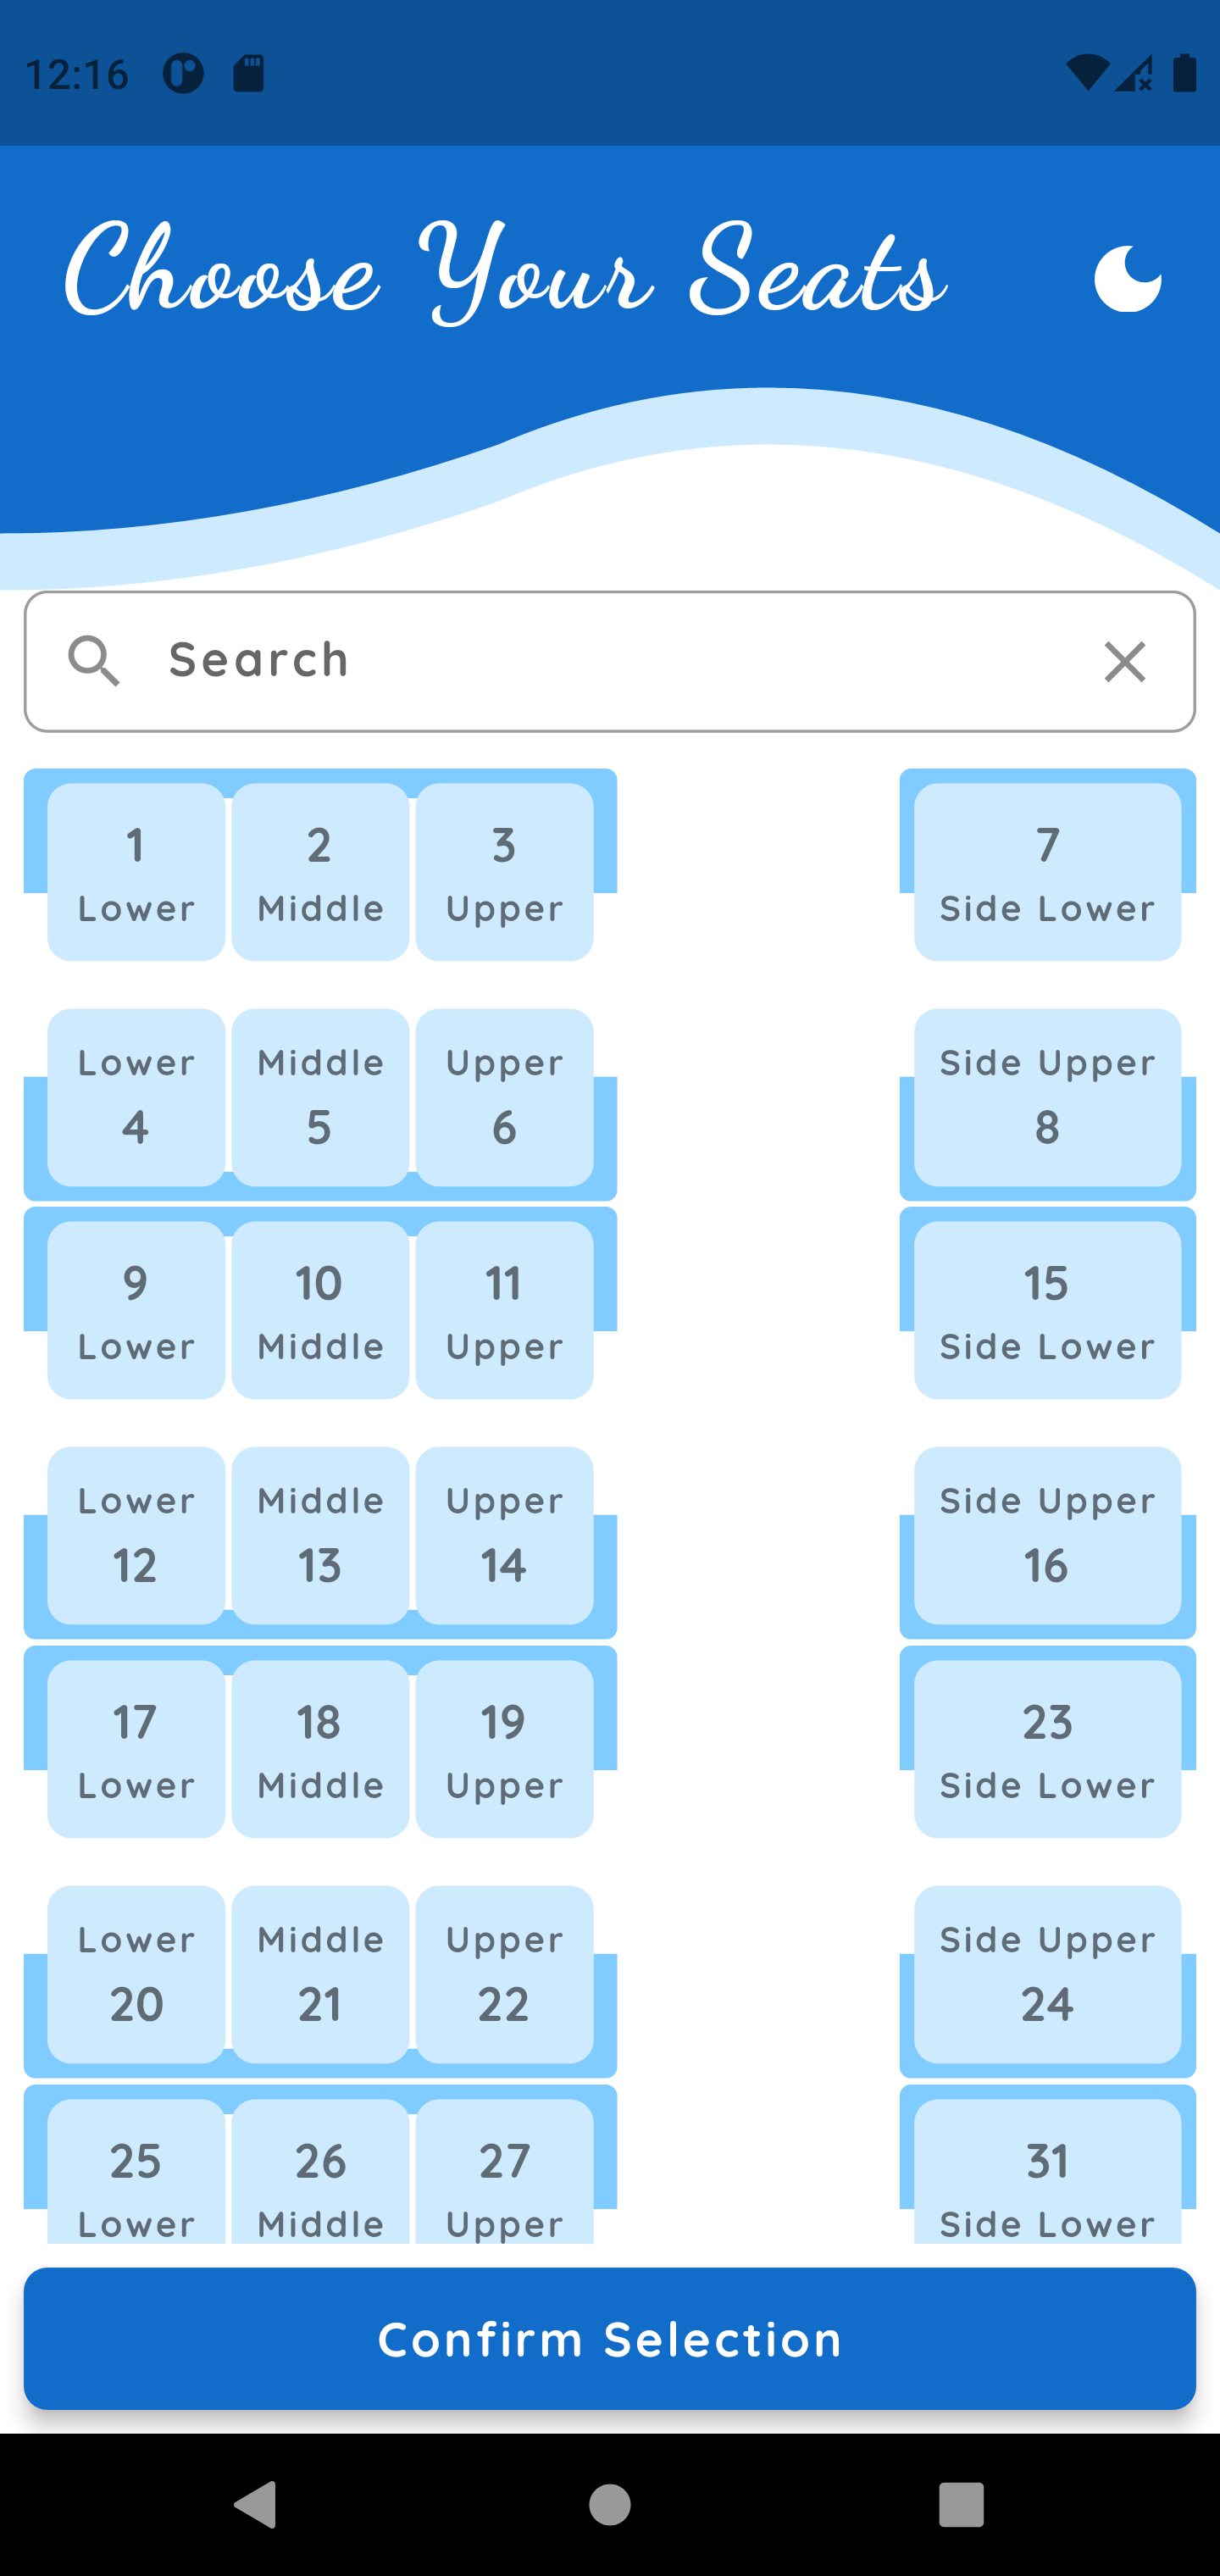 12:16
Choose Your Seats
Search
1 2 3 7
Lower Middle Upper Side Lower
Lower Middle Upper Side Upper
4 5 6 8
9 10 11 15
Lower Middle Upper Side Lower
Lower Middle Upper Side Upper
12 13 14 16
17 18 19 23
Lower Middle Upper Side Lower
Lower Middle Upper Side Upper
20 21 22 24
25 26 27 31
Lower Middle Upper Side Lower
Confirm Selection